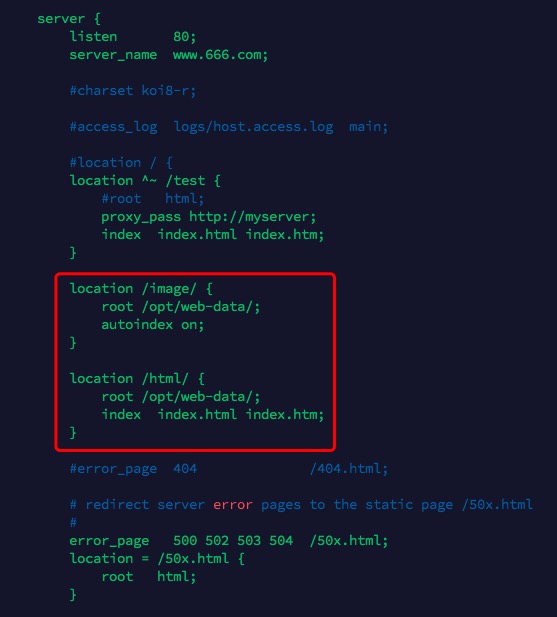 server {
    listen       80;
    server_name  www.666.com;

    #charset koi8-r;

    #access_log  logs/host.access.log  main;

    #location / {
    location ^~ /test {
        #root   html;
        proxy_pass http://myserver;
        index  index.html index.htm;
    }

    location /image/ {
        root /opt/web-data/;
        autoindex on;
    }

    location /html/ {
        root /opt/web-data/;
        index  index.html index.htm;
    }

    #error_page  404              /404.html;

    # redirect server error pages to the static page /50x.html
    #
    error_page   500 502 503 504  /50x.html;
    location = /50x.html {
        root   html;
    }